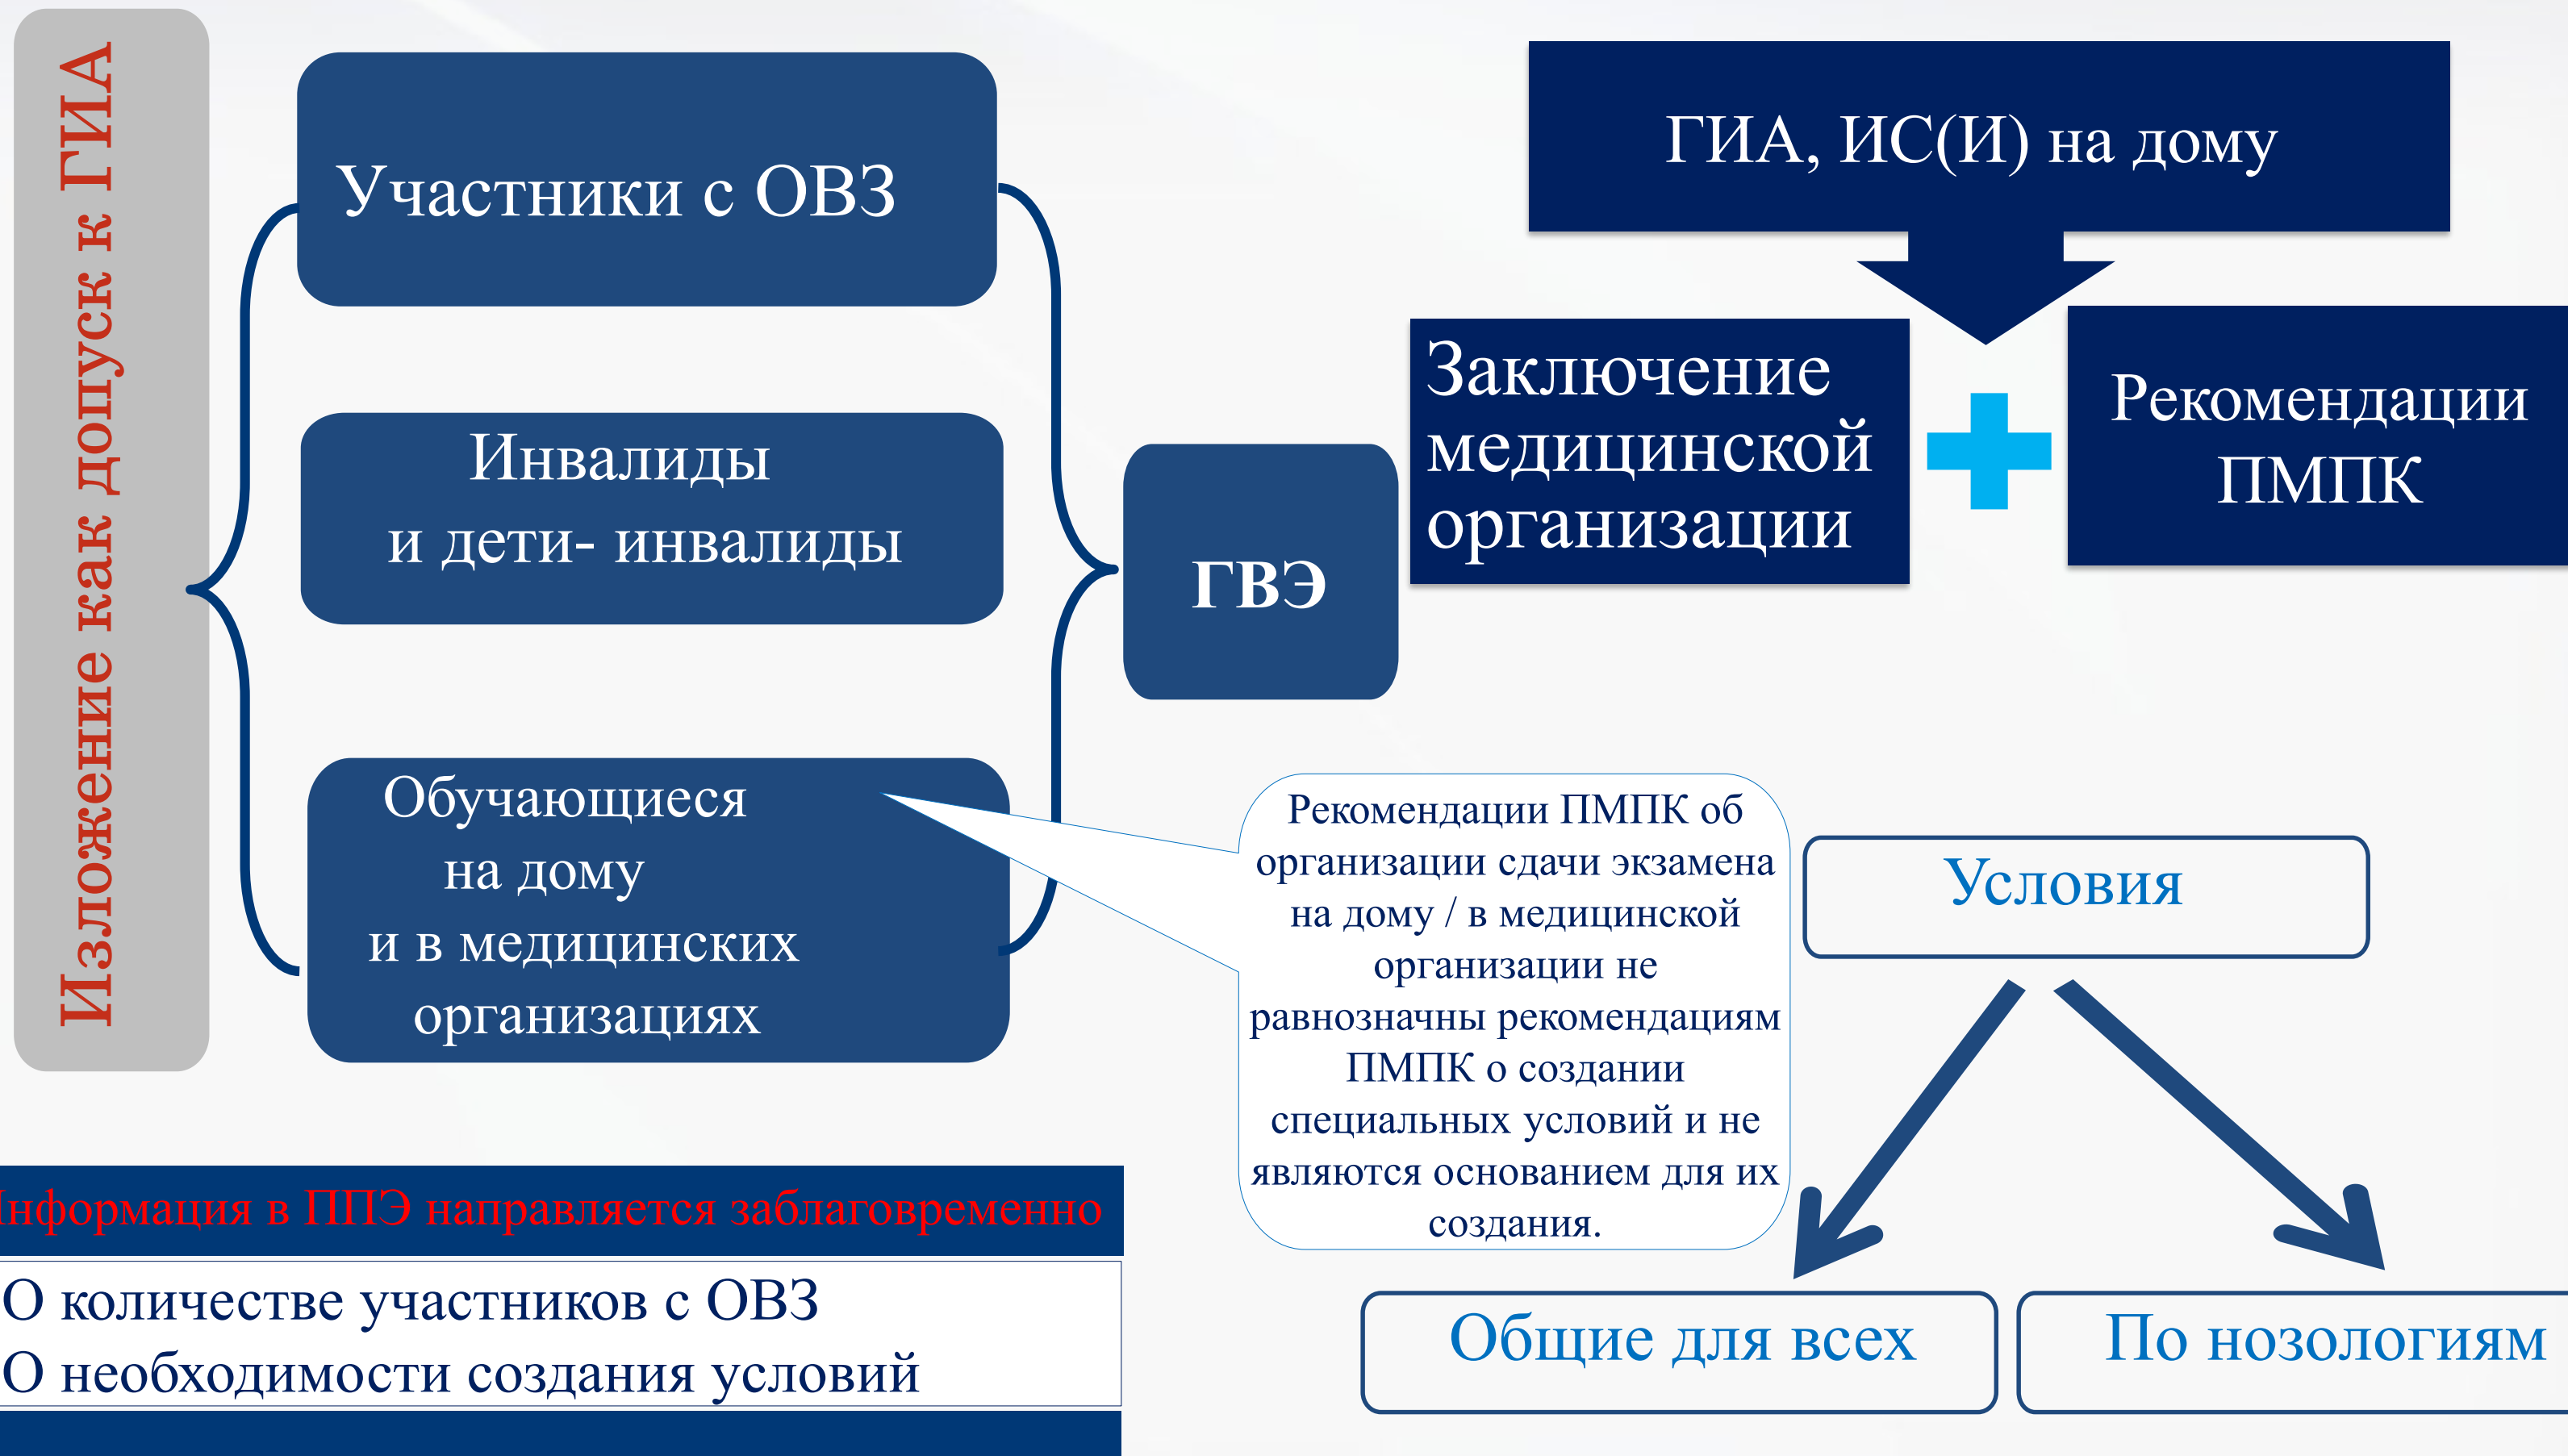 Изложение как допуск к ГИА
Участники с ОВЗ
Инвалиды
и дети- инвалиды
Обучающиеся
на дому
и в медицинских
организациях
ГВЭ
ГИА, ИС(И) на дому
Заключение
медицинской
организации
Рекомендации
ПМПК
Рекомендации ПМПК об
организации сдачи экзамена
на дому / в медицинской
организации не
равнозначны рекомендациям
ПМПК о создании
специальных условий и не
являются основанием для их
создания.
Условия
Общие для всех
По нозологиям
Информация в ППЭ направляется заблаговременно
О количестве участников с ОВЗ
О необходимости создания условий